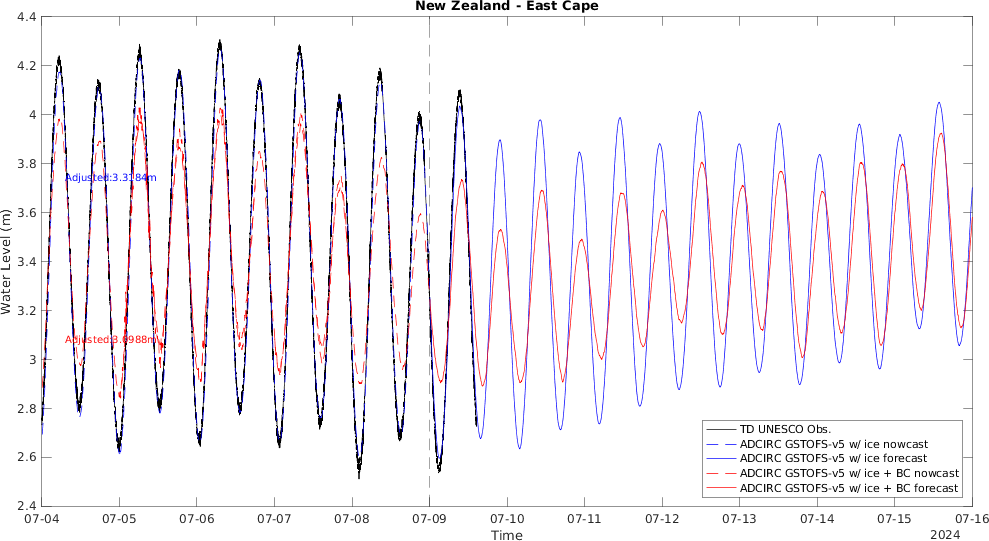 New Zealand - East Cape
4.4
4.2
4
3.8
3.6
3.4
3.2
3
2.8
2.6
2.4
Water Level (m)
Adjusted:3.3184m
Adjusted:3.0988m
TD UNESCO Obs.
ADCIRC GSTOFS-v5 w/ ice nowcast
ADCIRC GSTOFS-v5 w/ ice forecast
ADCIRC GSTOFS-v5 w/ ice + BC nowcast
ADCIRC GSTOFS-v5 w/ ice + BC forecast
07-04 07-05 07-06 07-07 07-08 07-09 07-10 07-11 07-12 07-13 07-14 07-15 07-16
Time
2024